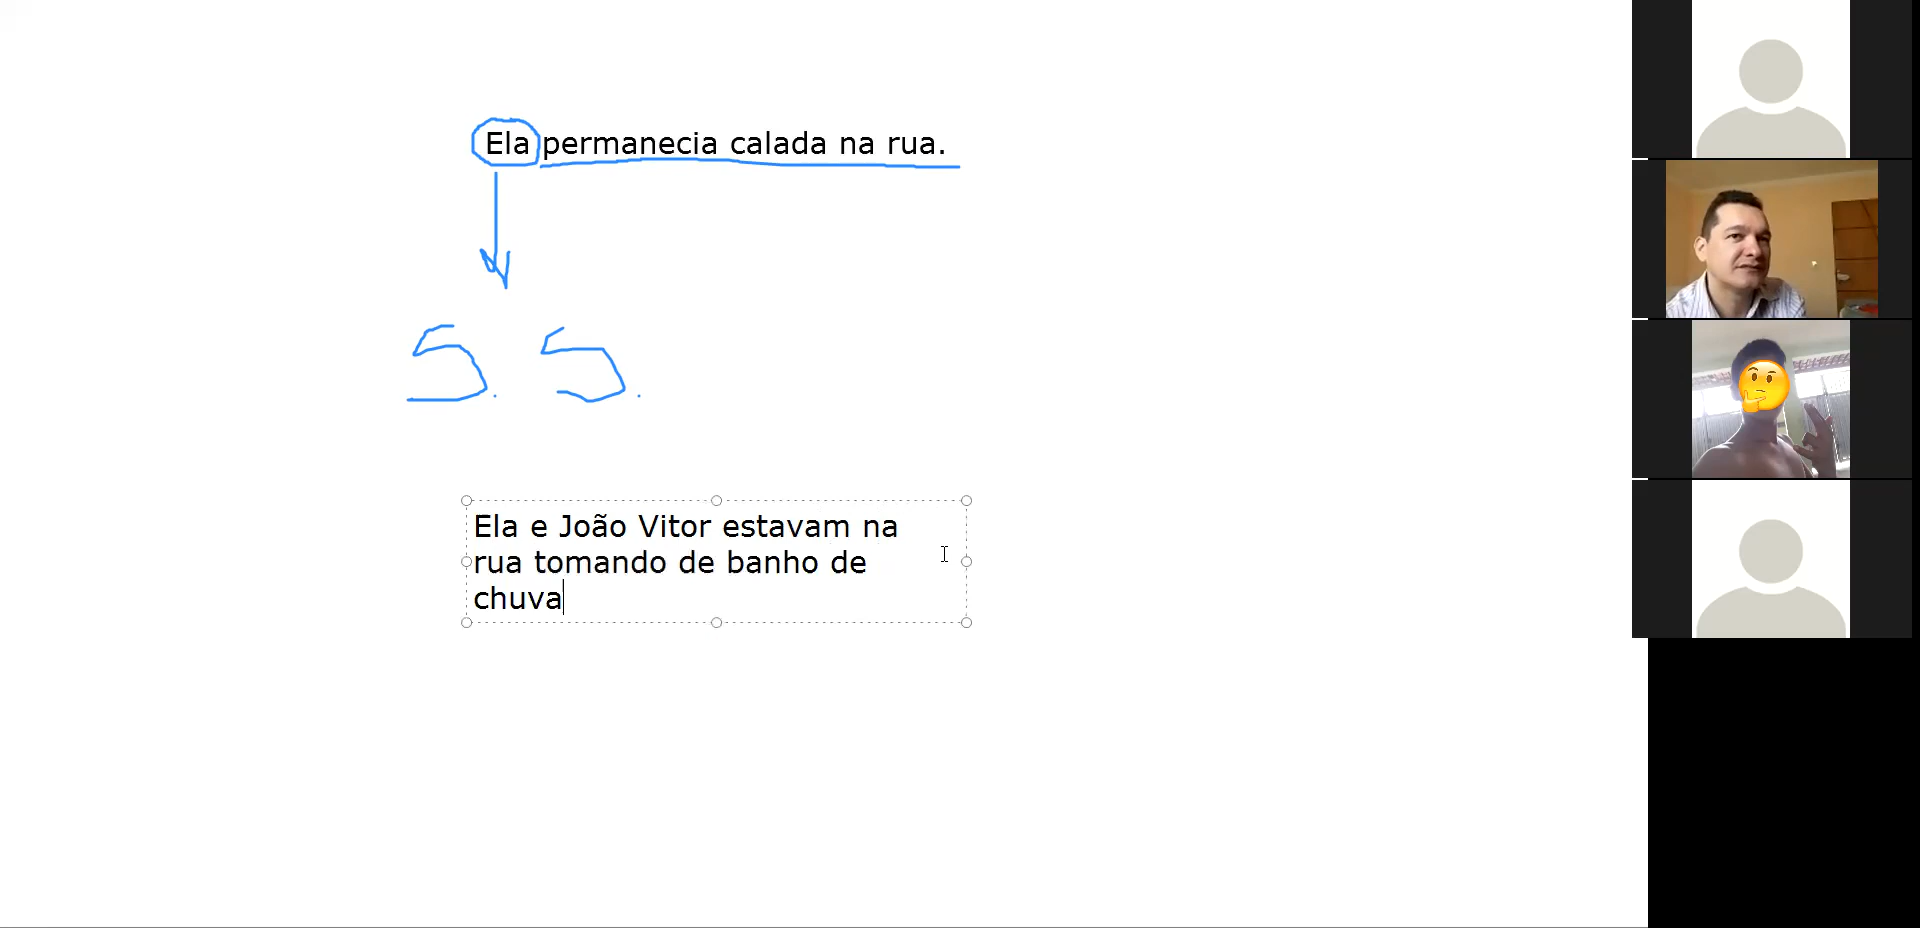 Ela permanecia calada na rua.
S. S.
Ela e João Vitor estavam na
rua tomando de banho de
chuva